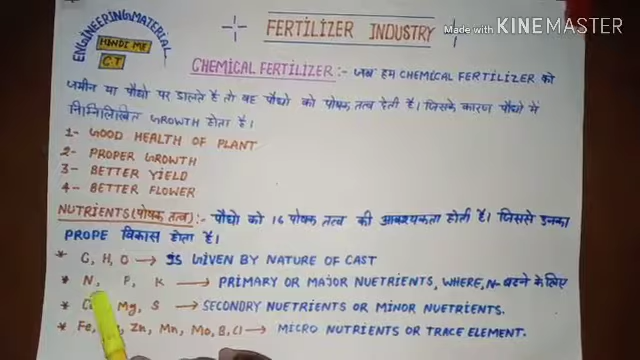 Made with KINEMASTER
ENGINEERING MATERIAL
HINDI ME
C.T
FERTILIZER INDUSTRY
CHEMICAL FERTILIZER :- जब हम CHEMICAL FERTILIZER को
जमीन या पौधो पर डालते है तो वह पौधो को पोषक तत्व देती है। जिसके कारण पौधो मे
निम्नलिखित GROWTH होता है।
1- GOOD HEALTH OF PLANT
2- PROPER GROWTH
3- BETTER YIELD
4- BETTER FLOWER
NUTRIENTS (पोषक तत्व) :- पौधो को 16 पोषक तत्व की आवश्यकता होती है। जिससे इनका
PROPE विकास होता है।
* C, H, O → IS GIVEN BY NATURE OF CAST
* N, P, K → PRIMARY OR MAJOR NUETRIENTS, WHERE, N- बढने के लिए
* Mg, S → SECONDRY NUETRIENTS OR MINOR NUETRIENTS.
* Fe, Zn, Mn, Mo, B, Cl → MICRO NUTRIENTS OR TRACE ELEMENT.